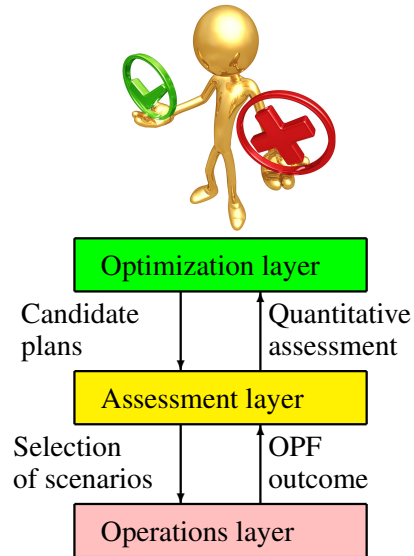 Optimization layer
Candidate
plans
Quantitative
assessment
Assessment layer
Selection
of scenarios
OPF
outcome
Operations layer